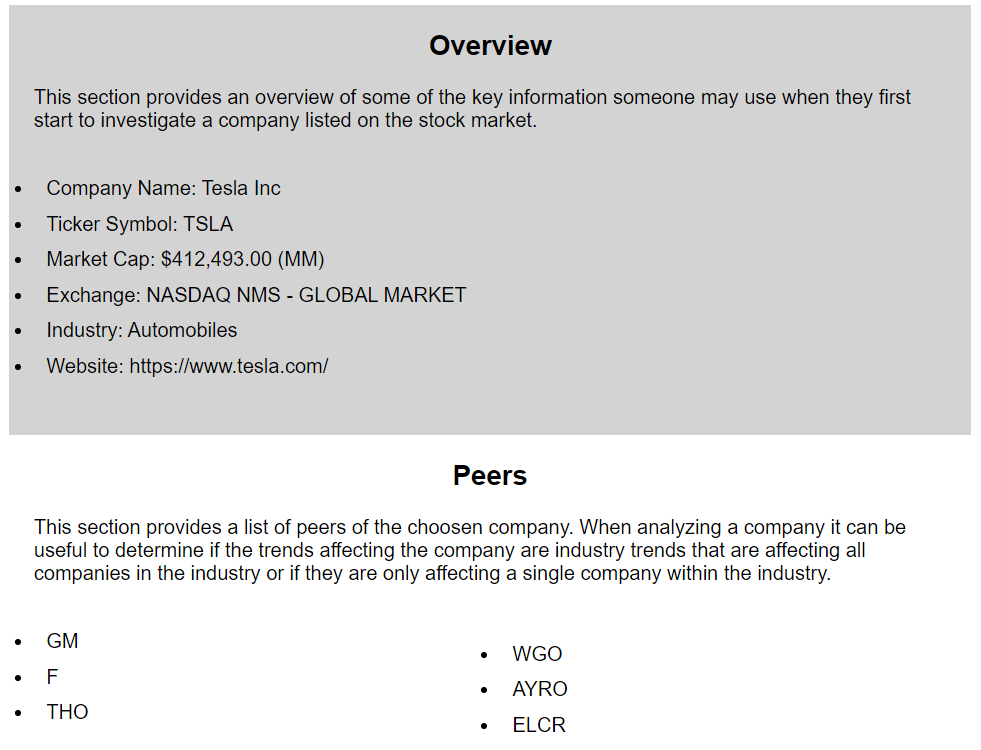 Overview
This section provides an overview of some of the key information someone may use when they first
start to investigate a company listed on the stock market.
Company Name: Tesla Inc
Ticker Symbol: TSLA
Market Cap: $412,493.00 (MM)
Exchange: NASDAQ NMS - GLOBAL MARKET
Industry: Automobiles
Website: https://www.tesla.com/
Peers
This section provides a list of peers of the choosen company. When analyzing a company it can be
useful to determine if the trends affecting the company are industry trends that are affecting all
companies in the industry or if they are only affecting a single company within the industry.
GM
F
THO
WGO
AYRO
ELCR